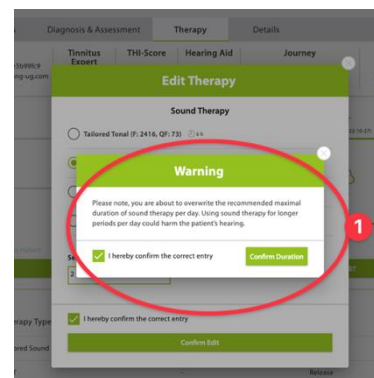 Diagnosis & Assessment Therapy Details
Tinnitus Expert THI-Score Hearing Aid Journey
Edit Therapy
Sound Therapy
Tailored Tonal (F: 2416, QF: 73)
Warning
Please note, you are about to overwrite the recommended maximal
duration of sound therapy per day. Using sound therapy for longer
periods per day could harm the patient's hearing.
I hereby confirm the correct entry Confirm Duration
1
Se
2
I hereby confirm the correct entry
Confirm Edit
Release